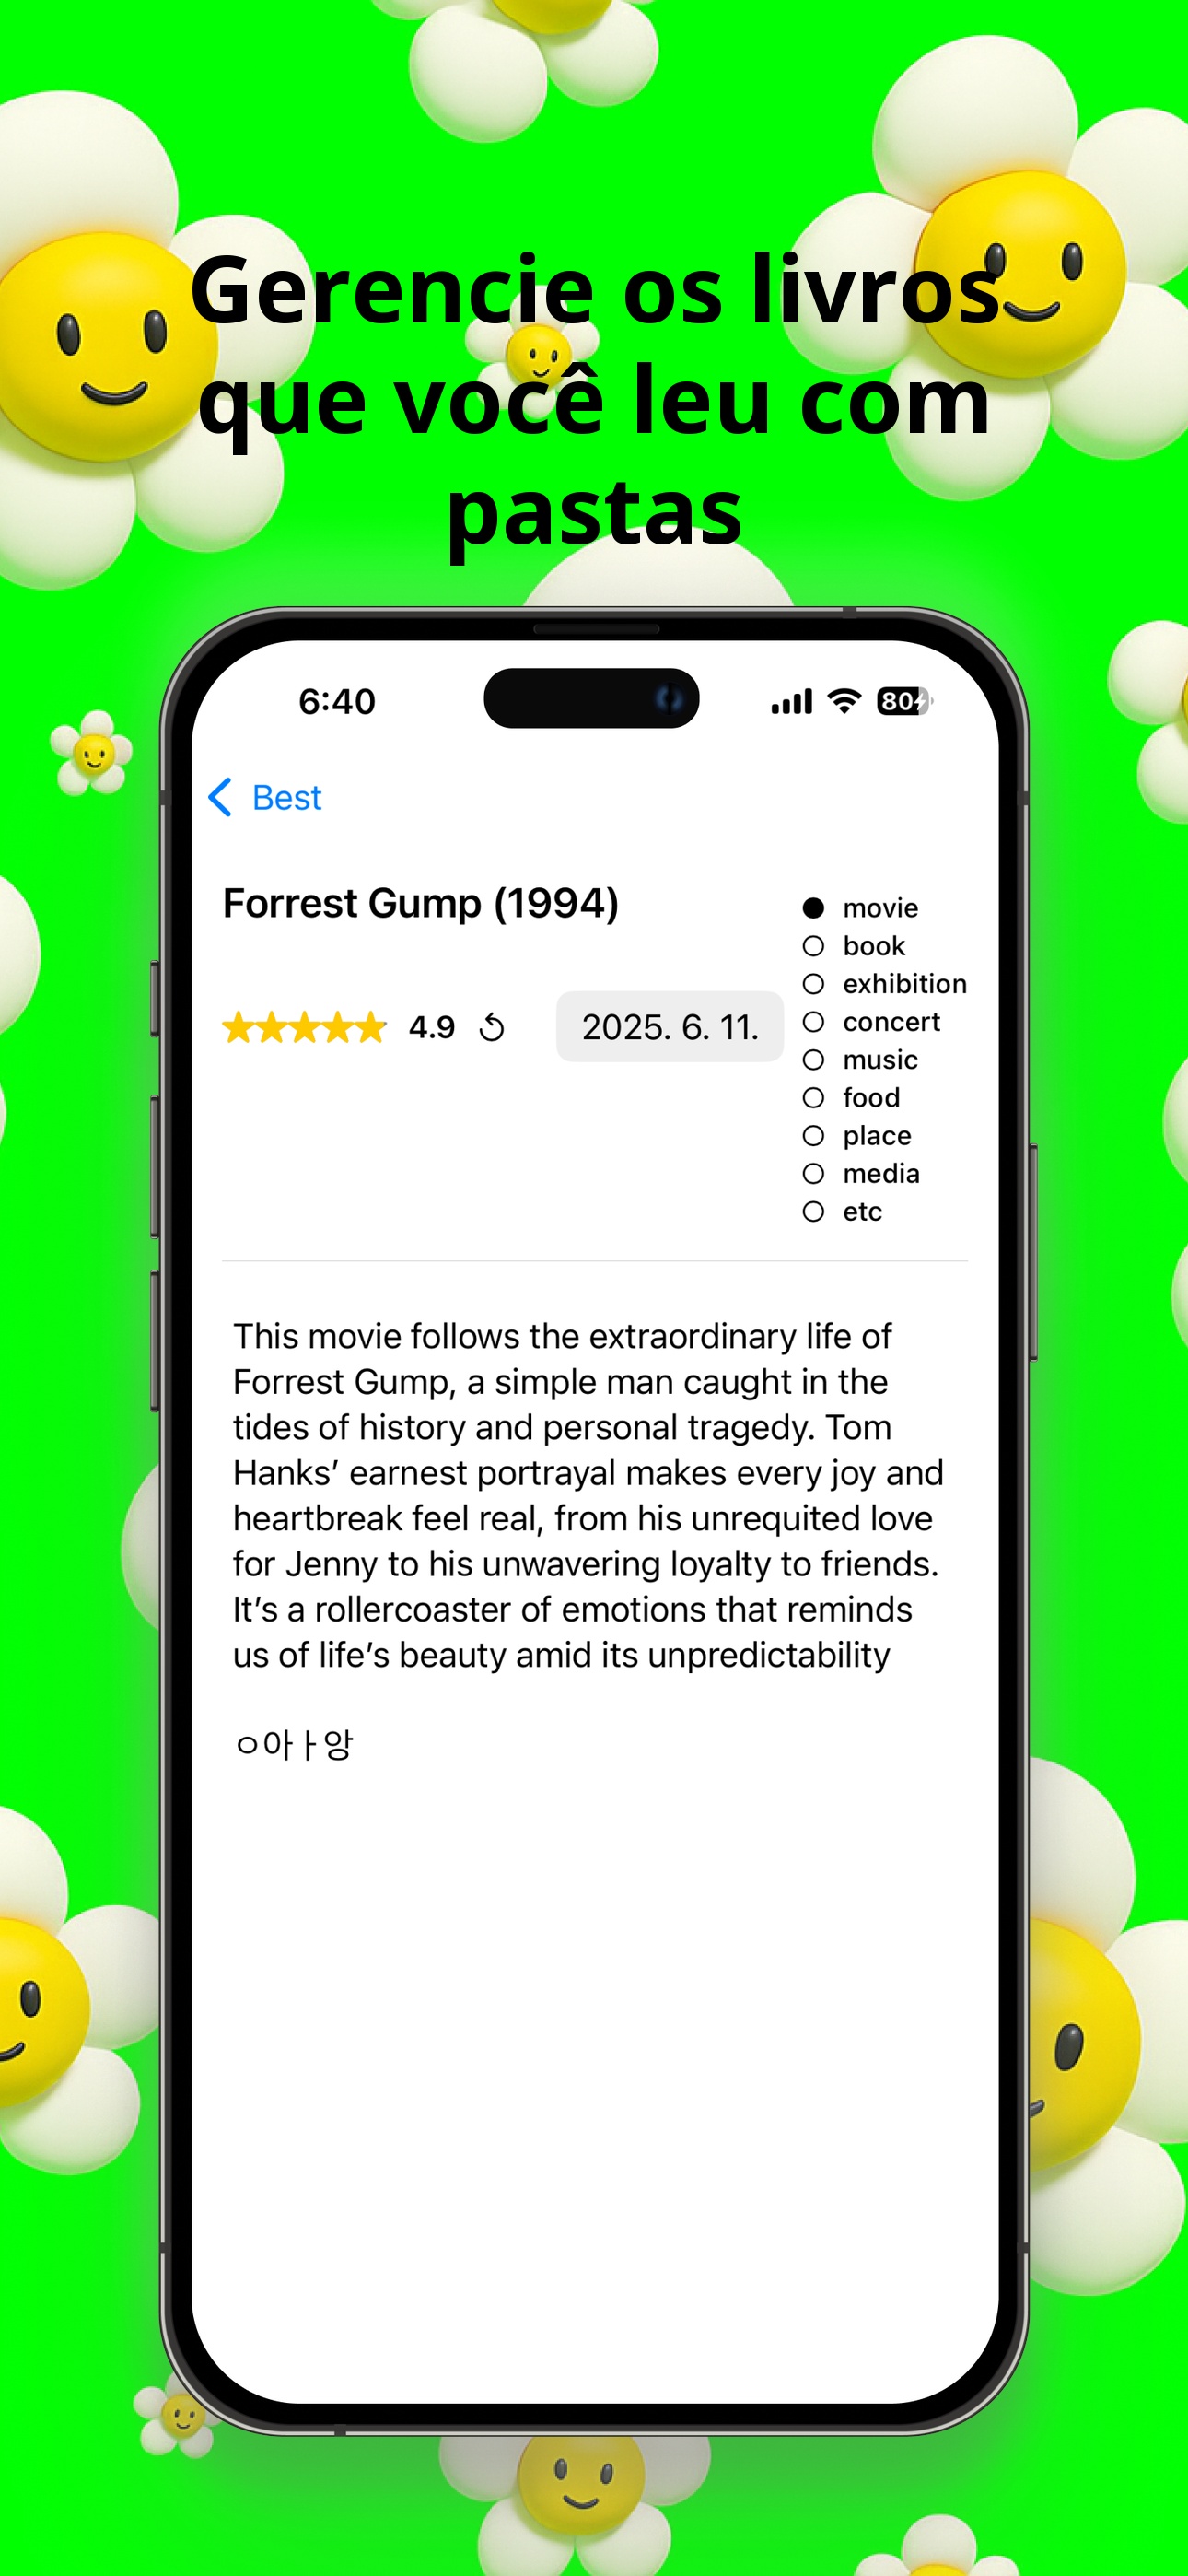 Gerencie os livros
que você leu com
pastas
6:40
80
Best
Forrest Gump (1994)
4.9
2025. 6. 11.
movie
book
exhibition
concert
music
food
place
media
etc
This movie follows the extraordinary life of
Forrest Gump, a simple man caught in the
tides of history and personal tragedy. Tom
Hanks’ earnest portrayal makes every joy and
heartbreak feel real, from his unrequited love
for Jenny to his unwavering loyalty to friends.
It’s a rollercoaster of emotions that reminds
us of life’s beauty amid its unpredictability
ㅇ아ㅏ앙